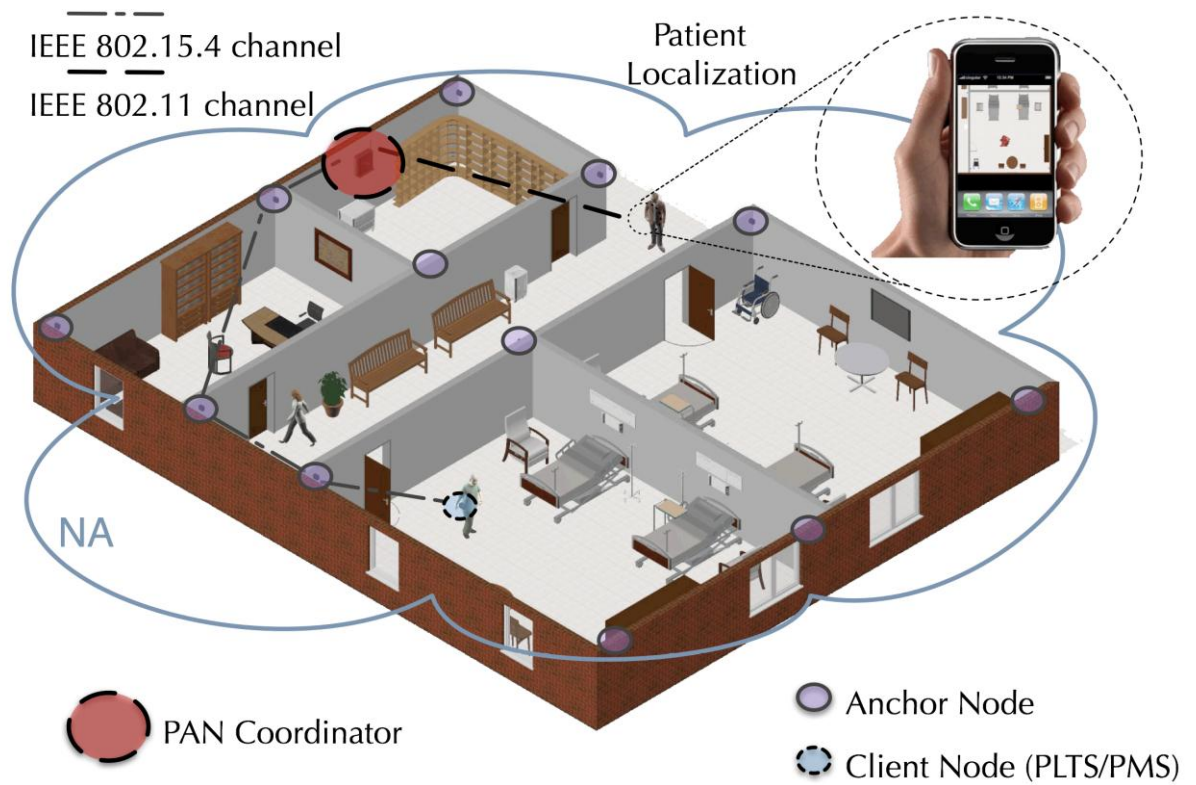 IEEE 802.15.4 channel
IEEE 802.11 channel
Patient
Localization
NA
PAN Coordinator
Anchor Node
Client Node (PLTS/PMS)